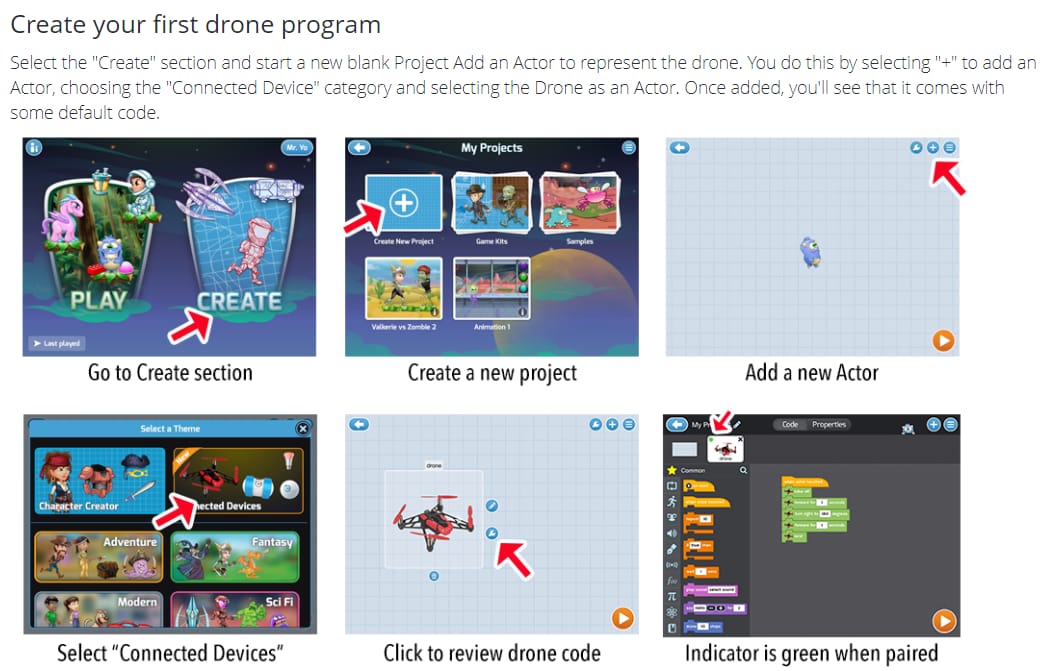 Create your first drone program
Select the "Create" section and start a new blank Project Add an Actor to represent the drone. You do this by selecting "+" to add an
Actor, choosing the "Connected Device" category and selecting the Drone as an Actor. Once added, you'll see that it comes with
some default code.
Mr. Yo
PLAY
CREATE
Last played
My Projects
Create New Project
Game Kits
Samples
Valkerie vs Zombie 2
Animation 1
Go to Create section
Create a new project
Add a new Actor
Select a Theme
New
Character Creator
nected Devices
Adventure
Fantasy
Modern
Sci Fi
drone
My Pr
Code
Properties
drone
Common
Select "Connected Devices"
Click to review drone code
Indicator is green when paired